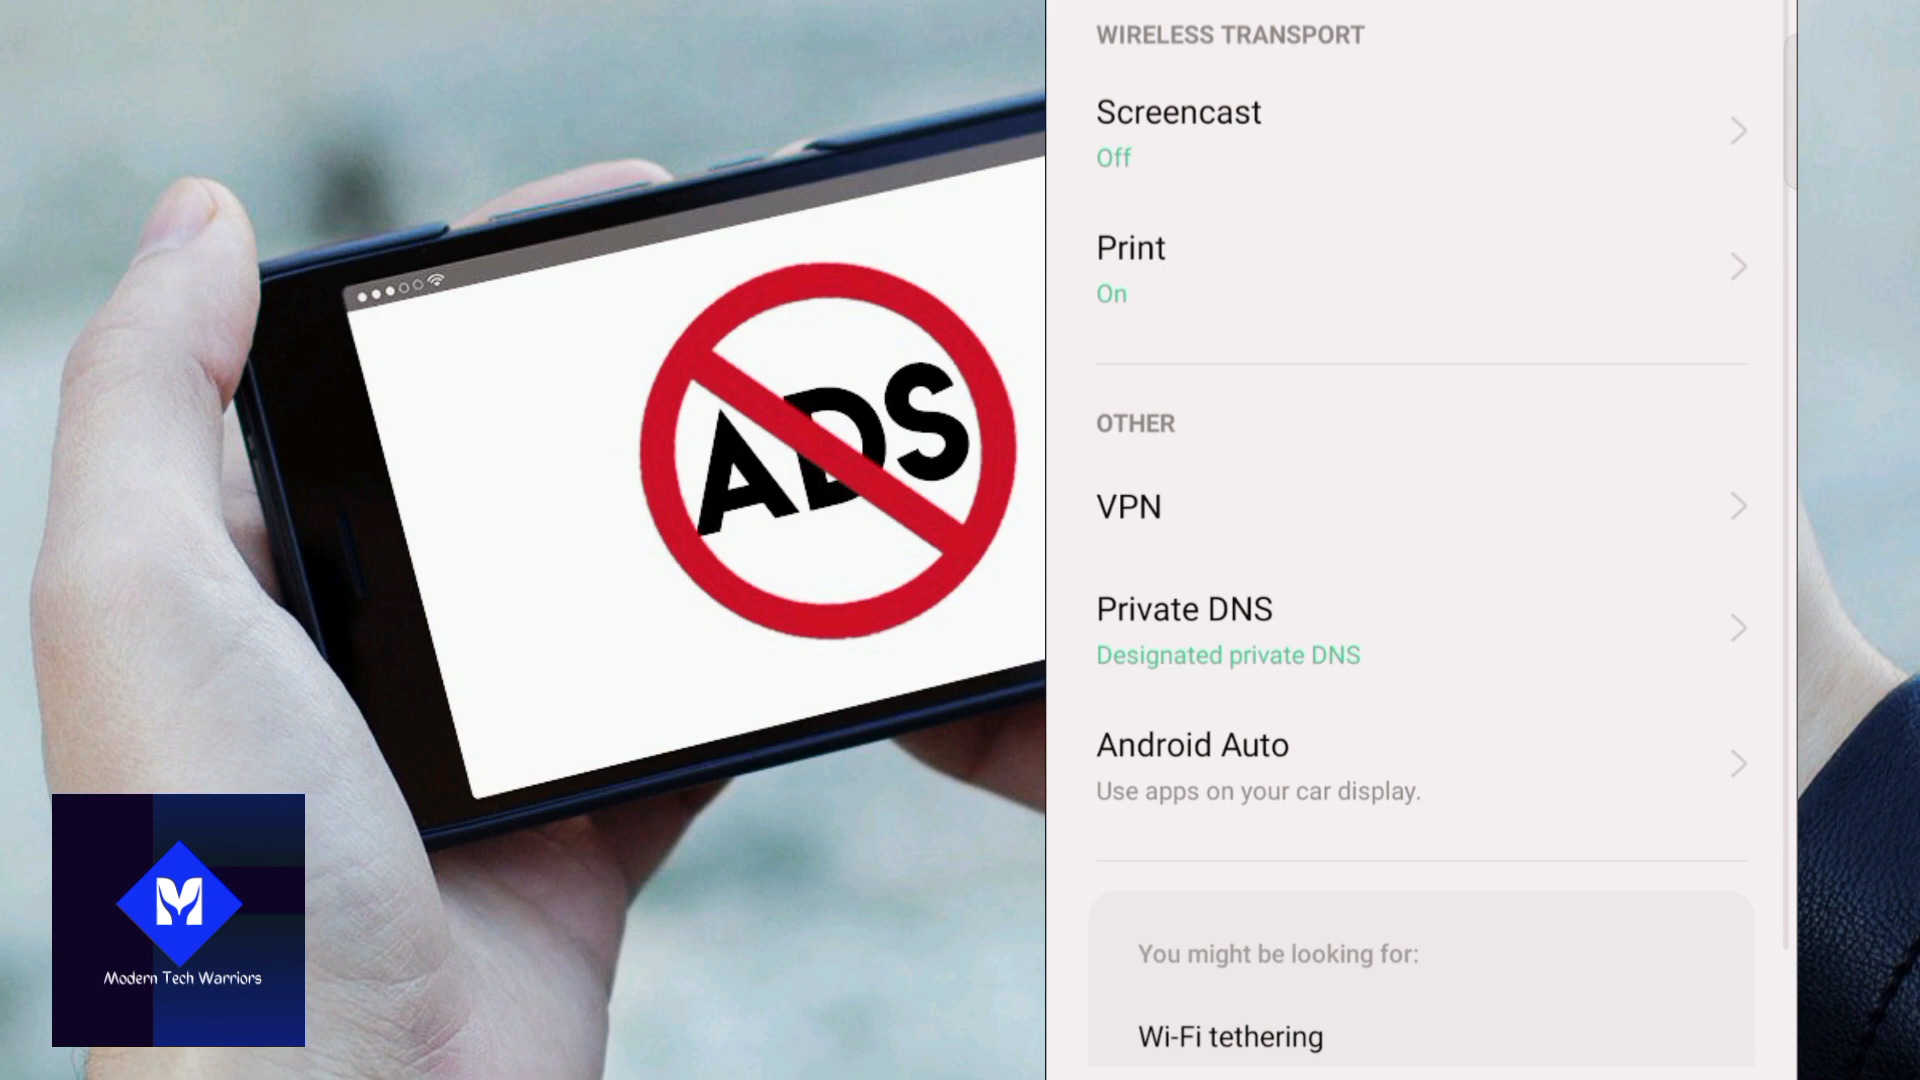 ADS
Modern Tech Warriors
WIRELESS TRANSPORT
Screencast
Off
Print
On
OTHER
VPN
Private DNS
Designated private DNS
Android Auto
Use apps on your car display.
You might be looking for:
Wi-Fi tethering